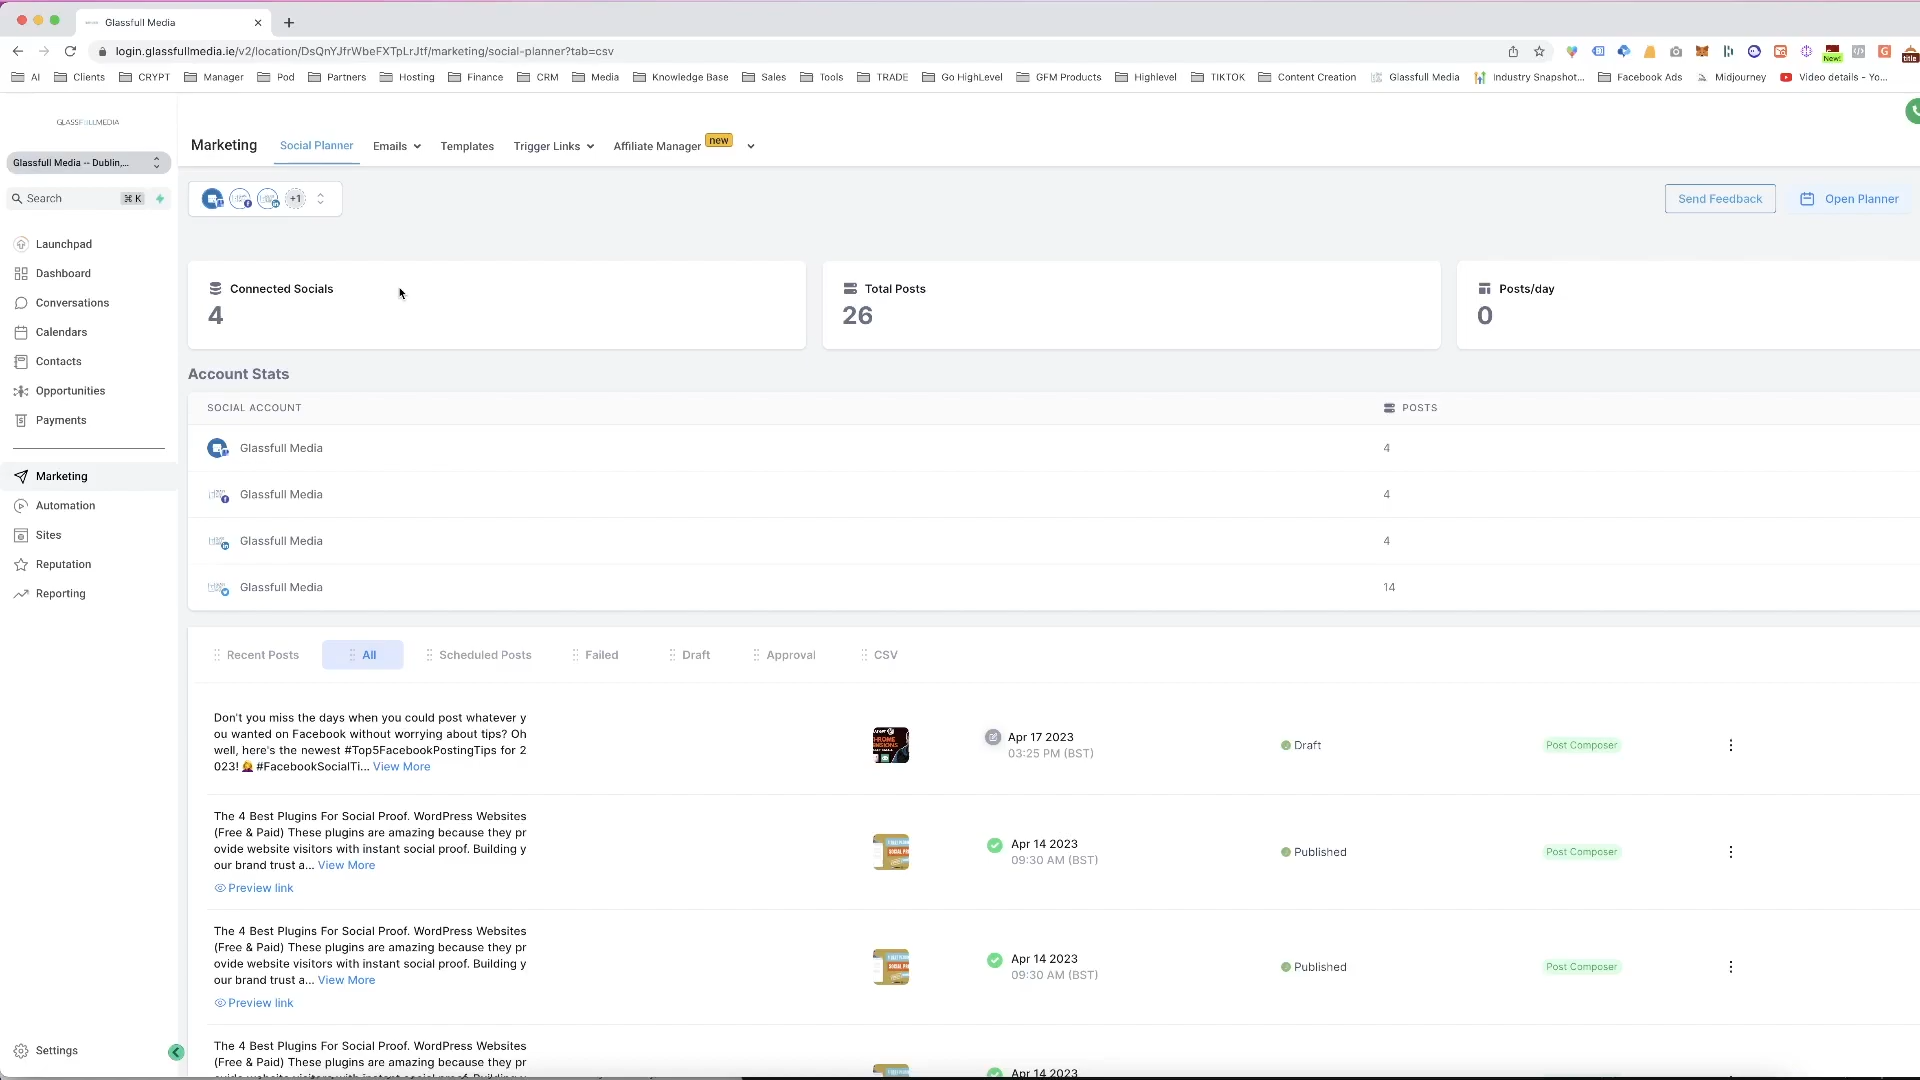 Glassfull Media
login.glassfullmedia.ie/v2/location/DsQnYJfrWbeFXTpLrJtf/marketing/social-planner?tab=csv
AI Clients CRYPT Manager Pod Partners Hosting Finance CRM Media Knowledge Base Sales Tools TRADE Go HighLevel GFM Products Highlevel TIKTOK Content Creation Glassfull Media Industry Snapshot... Facebook Ads Midjourney Video details - Yo...
New!
title
GLASSFULLMEDIA
Glassfull Media -- Dublin,...
Search ⌘ K
Launchpad
Dashboard
Conversations
Calendars
Contacts
Opportunities
Payments
Marketing
Automation
Sites
Reputation
Reporting
Settings
Marketing Social Planner Emails Templates Trigger Links Affiliate Manager new
+1
Send Feedback Open Planner
Connected Socials
4
Total Posts
26
Posts/day
0
Account Stats
SOCIAL ACCOUNT POSTS
Glassfull Media 4
Glassfull Media 4
Glassfull Media 4
Glassfull Media 14
Recent Posts All Scheduled Posts Failed Draft Approval CSV
Don't you miss the days when you could post whatever y
ou wanted on Facebook without worrying about tips? Oh
well, here's the newest #Top5FacebookPostingTips for 2
023! 🤦‍♀️ #FacebookSocialTi... View More
Apr 17 2023
03:25 PM (BST)
Draft
Post Composer
The 4 Best Plugins For Social Proof. WordPress Websites
(Free & Paid) These plugins are amazing because they pr
ovide website visitors with instant social proof. Building y
our brand trust a... View More
Preview link
Apr 14 2023
09:30 AM (BST)
Published
Post Composer
The 4 Best Plugins For Social Proof. WordPress Websites
(Free & Paid) These plugins are amazing because they pr
ovide website visitors with instant social proof. Building y
our brand trust a... View More
Preview link
Apr 14 2023
09:30 AM (BST)
Published
Post Composer
The 4 Best Plugins For Social Proof. WordPress Websites
(Free & Paid) These plugins are amazing because they pr
ovide website visitors with instant social proof. Building y
Apr 14 2023